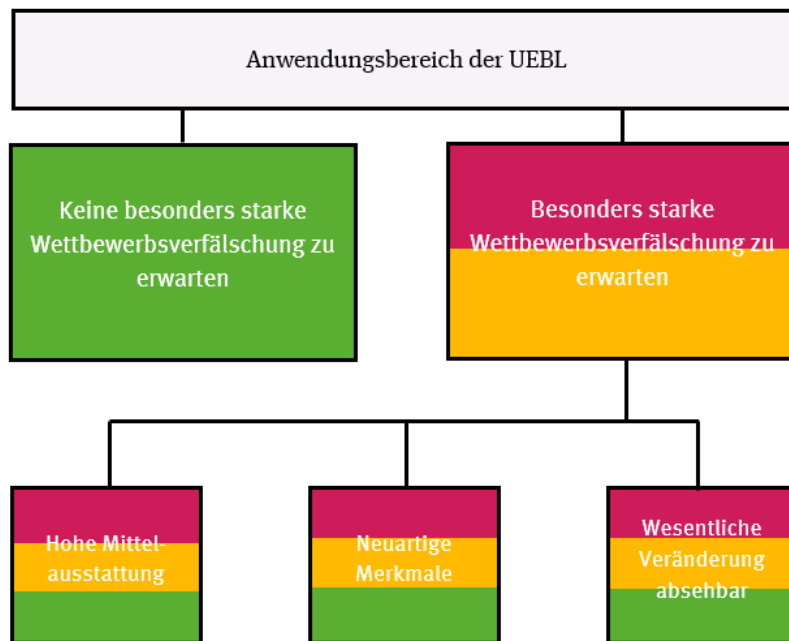 Anwendungsbereich der UEBL
Keine besonders starke
Wettbewerbsverfälschung zu
erwarten
Besonders starke
Wettbewerbsverfälschung zu
erwarten
Hohe Mittel-
ausstattung
Neuartige
Merkmale
Wesentliche
Veränderung
absehbar